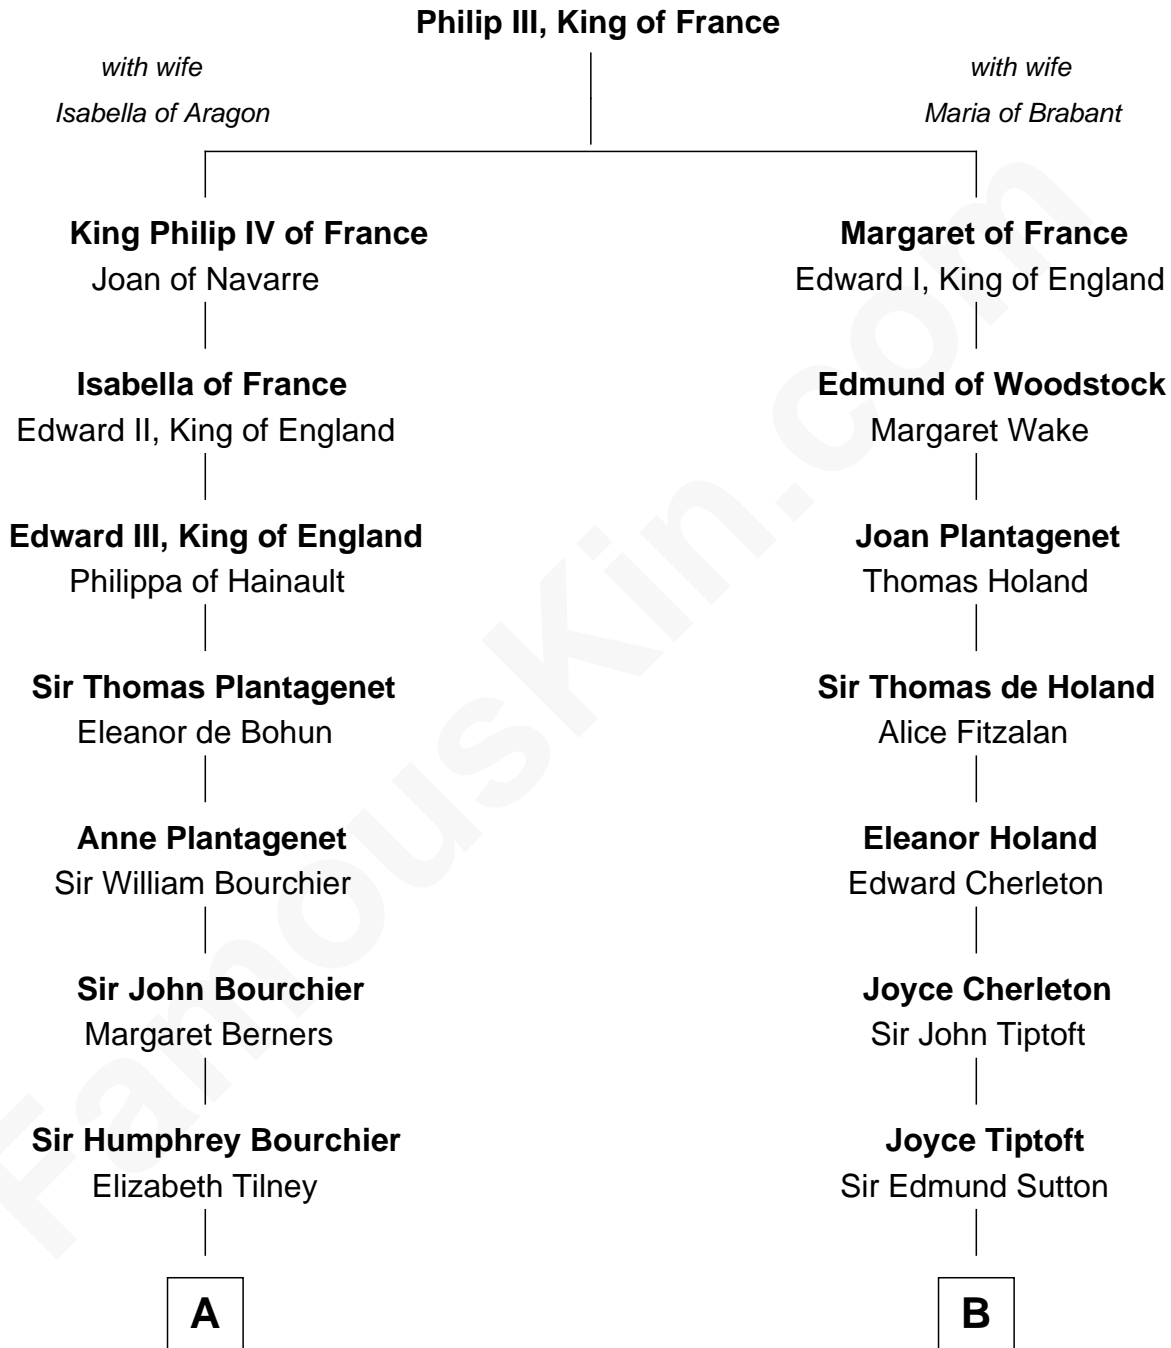 Philip III, King of France
with wife
Isabella of Aragon
with wife
Maria of Brabant
King Philip IV of France
Joan of Navarre
Margaret of France
Edward I, King of England
Isabella of France
Edward II, King of England
Edmund of Woodstock
Margaret Wake
Edward III, King of England
Philippa of Hainault
Joan Plantagenet
Thomas Holand
Sir Thomas Plantagenet
Eleanor de Bohun
Sir Thomas de Holand
Alice Fitzalan
Anne Plantagenet
Sir William Bourchier
Eleanor Holand
Edward Cherleton
Sir John Bourchier
Margaret Berners
Joyce Cherleton
Sir John Tiptoft
Sir Humphrey Bourchier
Elizabeth Tilney
Joyce Tiptoft
Sir Edmund Sutton
A
B
FamousKin.com